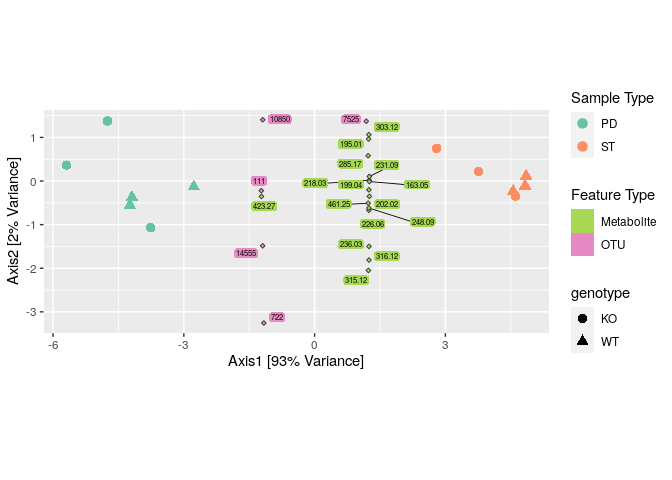 Sample Type
PD
ST
Feature Type
Metabolite
OTU
genotype
KO
WT
Axis2 [2% Variance]
1
0
-1
-2
-3
10850
7525
303.12
195.01
285.17
231.09
111
218.03
199.04
163.05
423.27
461.25
202.02
248.09
226.06
236.03
14555
316.12
315.12
722
-6
-3
0
3
Axis1 [93% Variance]